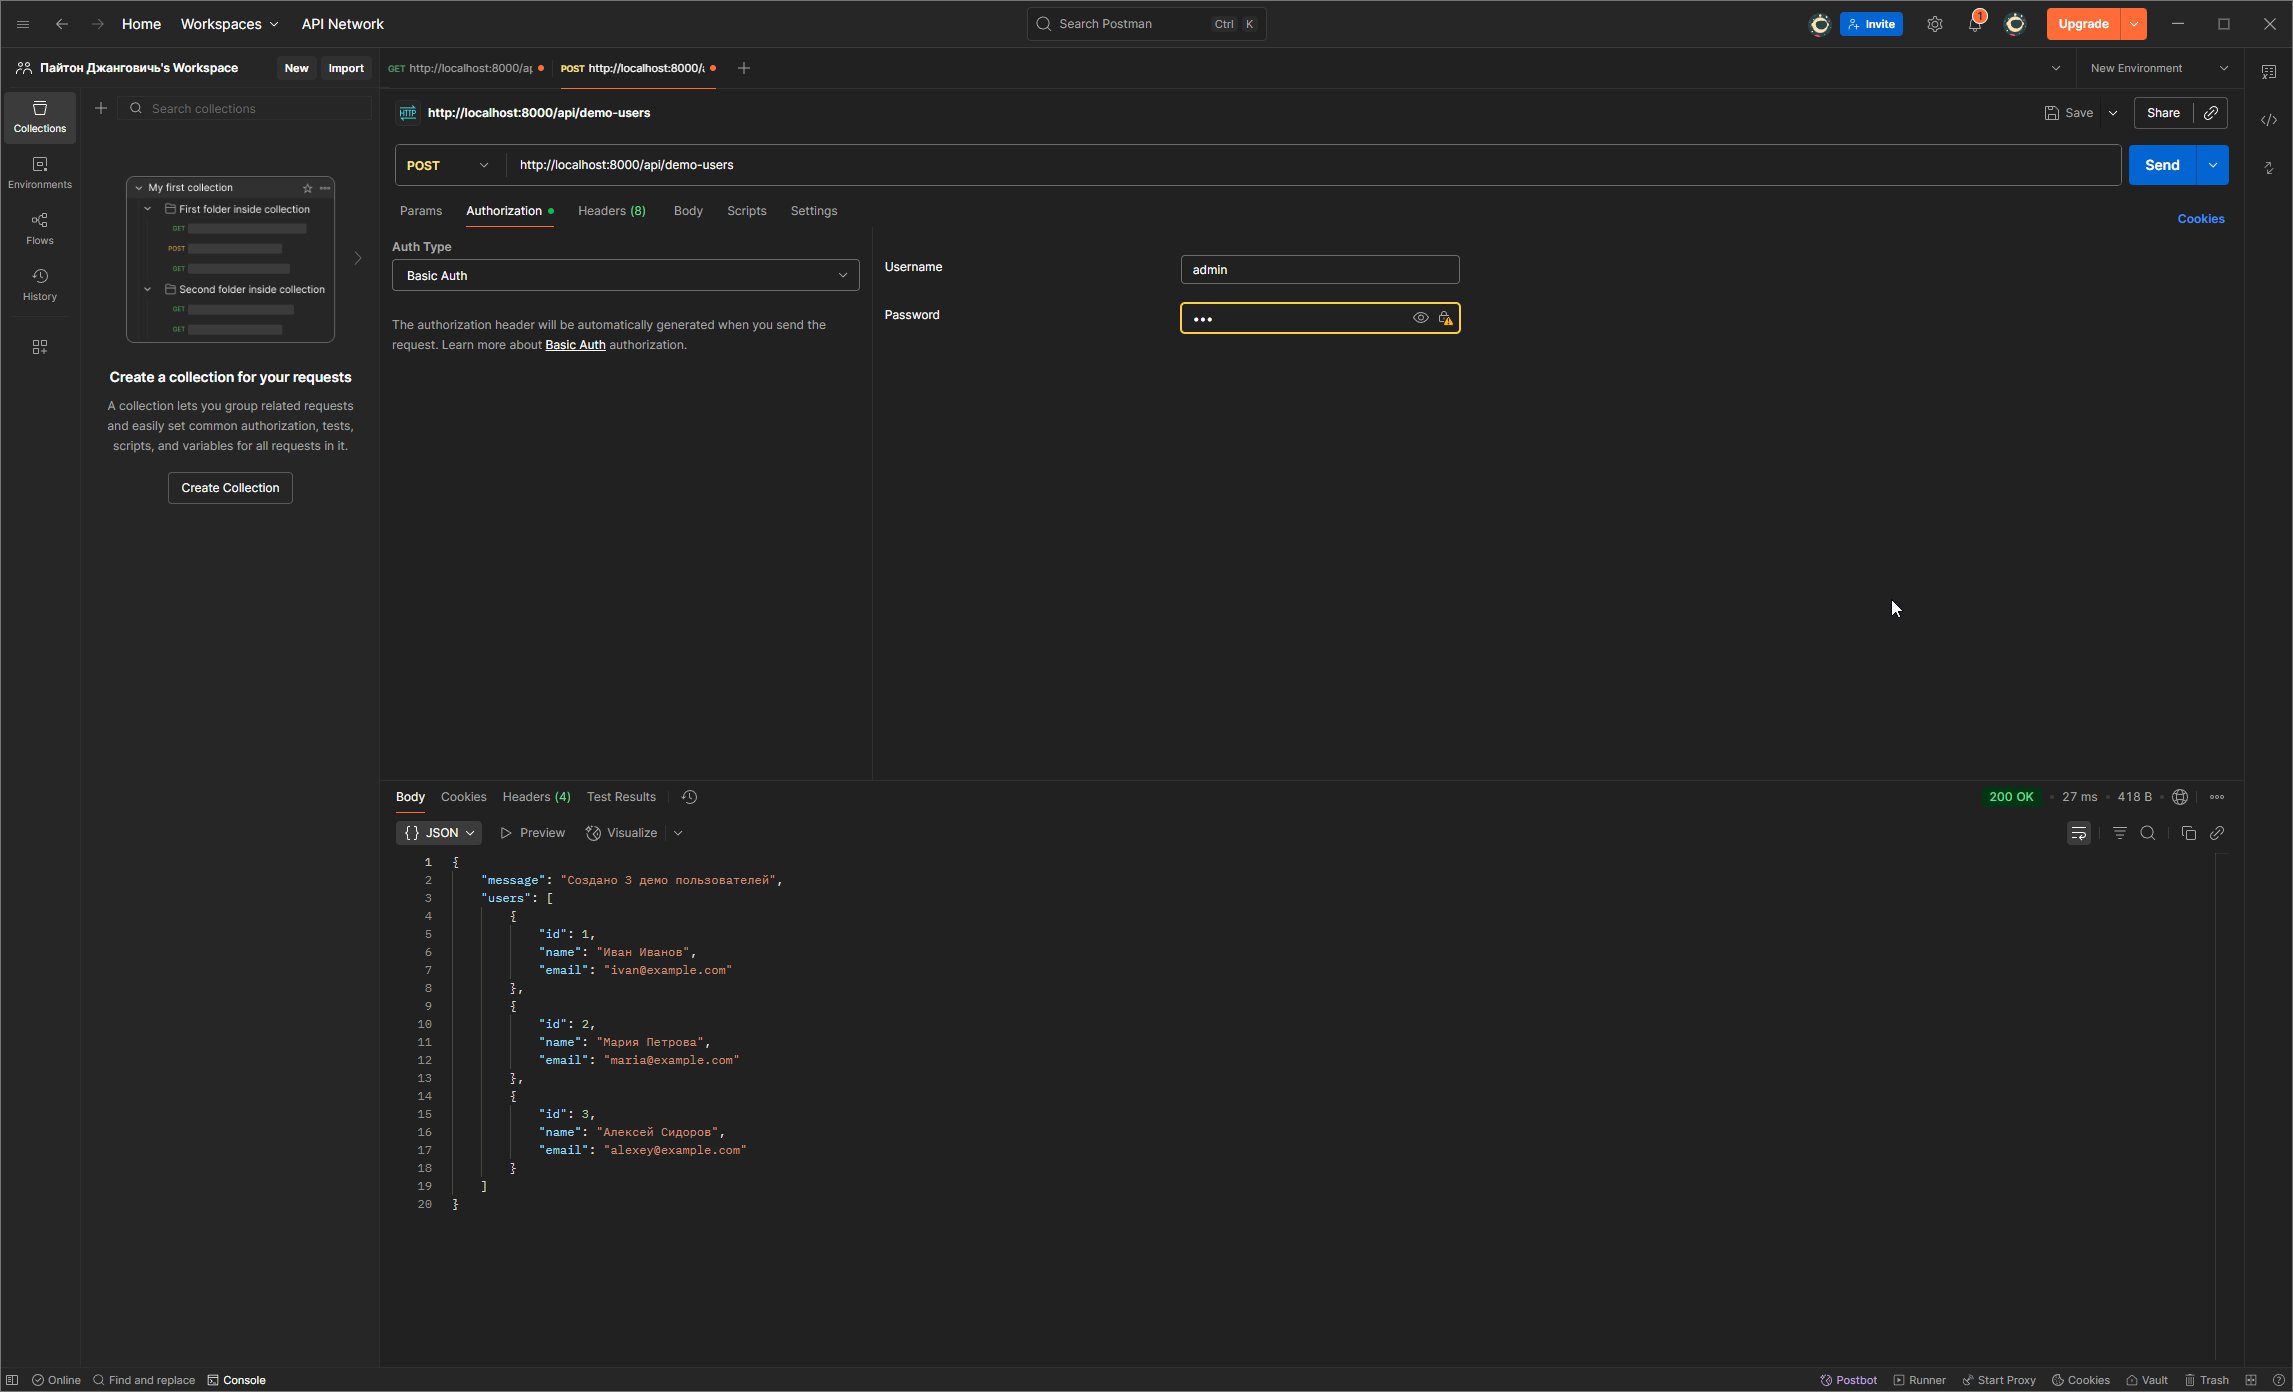 Home Workspaces API Network Search Postman Ctrl K Invite 1 Upgrade
Пайтон Джангович's Workspace New Import GET http://localhost:8000/ap POST http://localhost:8000/a New Environment
Collections
Environments
Flows
History
Search collections
My first collection
First folder inside collection
GET
POST
GET
Second folder inside collection
GET
GET
Create a collection for your requests
A collection lets you group related requests
and easily set common authorization, tests,
scripts, and variables for all requests in it.
Create Collection
HTTP http://localhost:8000/api/demo-users Save Share
POST http://localhost:8000/api/demo-users Send
Params Authorization Headers (8) Body Scripts Settings Cookies
Auth Type
Basic Auth
The authorization header will be automatically generated when you send the
request. Learn more about Basic Auth authorization.
Username admin
Password •••
Body Cookies Headers (4) Test Results 200 OK • 27 ms • 418 B
{} JSON Preview Visualize
1 {
2 "message": "Создано 3 демо пользователей",
3 "users": [
4 {
5 "id": 1,
6 "name": "Иван Иванов",
7 "email": "ivan@example.com"
8 },
9 {
10 "id": 2,
11 "name": "Мария Петрова",
12 "email": "maria@example.com"
13 },
14 {
15 "id": 3,
16 "name": "Алексей Сидоров",
17 "email": "alexey@example.com"
18 }
19 ]
20 }
Online Find and replace Console Postbot Runner Start Proxy Cookies Vault Trash